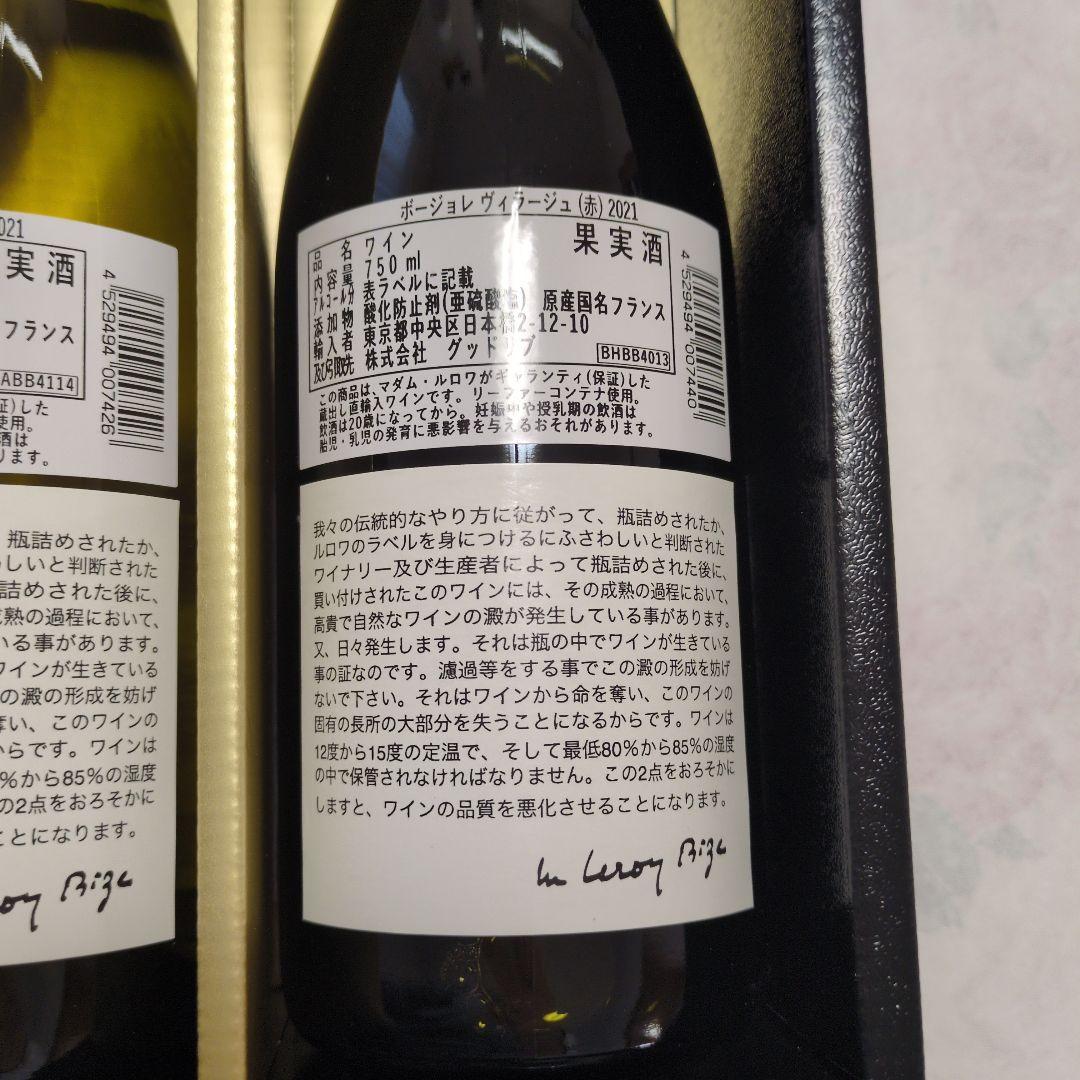 021
実酒
フランス
ABB4114
4 529494 007426
証)した
使用。
酒は
ります。
、瓶詰めされたか、
しいと判断された
詰めされた後に、
成熟の過程において、
いる事があります。
ワインが生きている
の澱の形成を妨げ
奪い、このワインの
からです。ワインは
%から85%の湿度
の2点をおろそかに
ことになります。
roy Bize
ボージョレ ヴィラージュ (赤) 2021
品名 ワイン 果実酒
内容量 750 ml
アルコール分 表ラベルに記載
添加物 酸化防止剤(亜硫酸塩) 原産国名フランス
輸入者 東京都中央区日本橋2-12-10
及び引取先 株式会社 グッドリブ BHBB4013
4 529494 007440
この商品は、マダム・ルロワがギャランティ(保証)した
蔵出し直輸入ワインです。リーファーコンテナ使用。
飲酒は20歳になってから。妊娠中や授乳期の飲酒は
胎児・乳児の発育に悪影響を与えるおそれがあります。
我々の伝統的なやり方に従がって、瓶詰めされたか、
ルロワのラベルを身につけるにふさわしいと判断された
ワイナリー及び生産者によって瓶詰めされた後に、
買い付けされたこのワインには、その成熟の過程において、
高貴で自然なワインの澱が発生している事があります。
又、日々発生します。それは瓶の中でワインが生きている
事の証なのです。濾過等をする事でこの澱の形成を妨げ
ないで下さい。それはワインから命を奪い、このワインの
固有の長所の大部分を失うことになるからです。ワインは
12度から15度の定温で、そして最低80%から85%の湿度
の中で保管されなければなりません。この2点をおろそかに
しますと、ワインの品質を悪化させることになります。
Leroy Bize